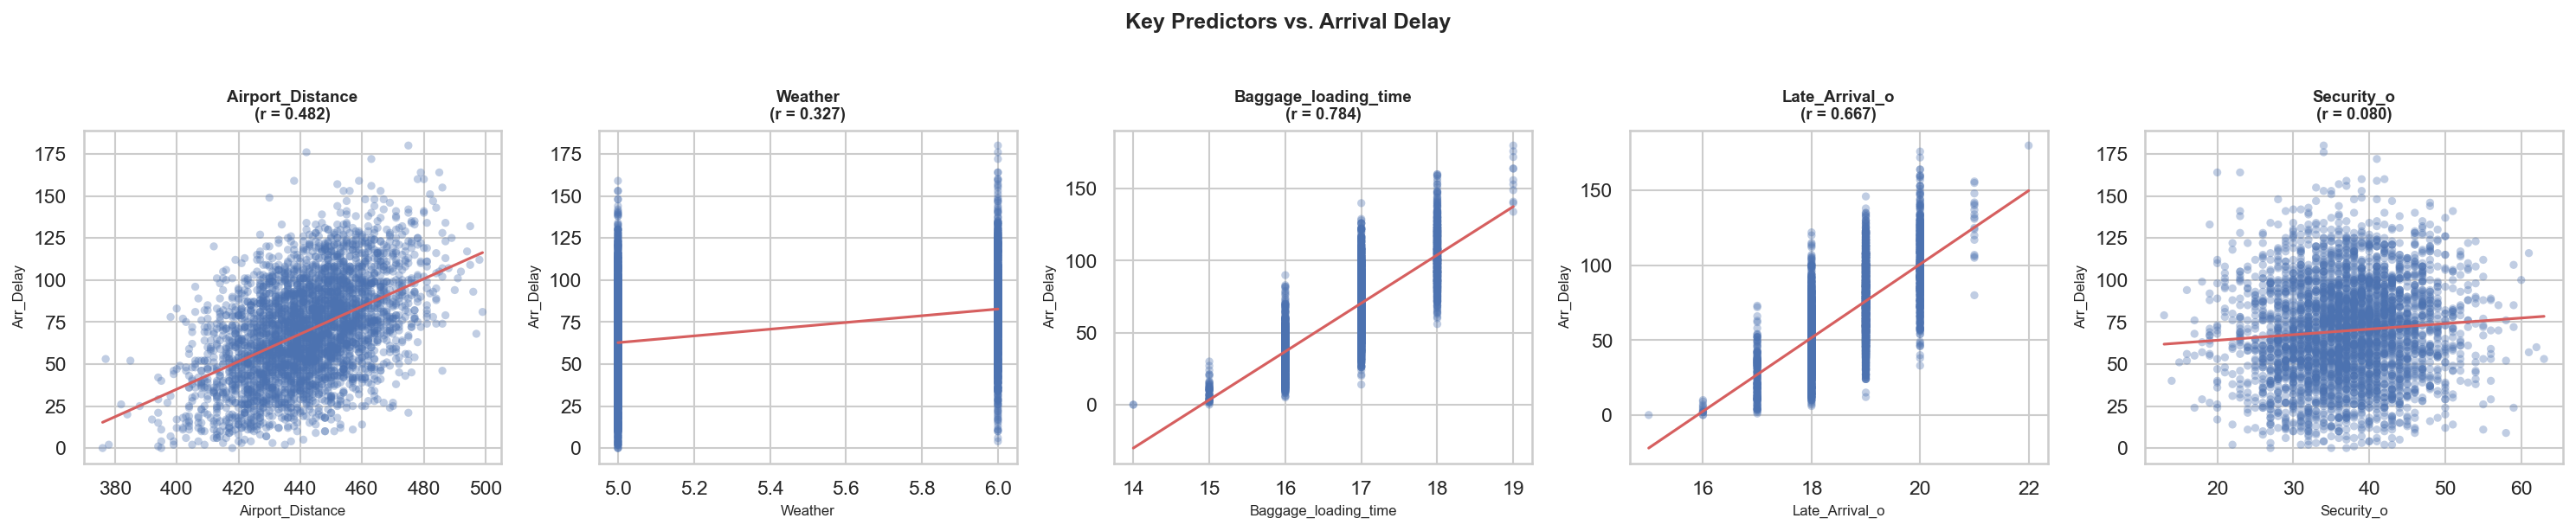 Key Predictors vs. Arrival Delay
Airport_Distance
(r = 0.482)
Arr_Delay
175
150
125
100
75
50
25
0
380 400 420 440 460 480 500
Airport_Distance
Weather
(r = 0.327)
Arr_Delay
175
150
125
100
75
50
25
0
5.0 5.2 5.4 5.6 5.8 6.0
Weather
Baggage_loading_time
(r = 0.784)
Arr_Delay
150
100
50
0
14 15 16 17 18 19
Baggage_loading_time
Late_Arrival_o
(r = 0.667)
Arr_Delay
150
100
50
0
16 18 20 22
Late_Arrival_o
Security_o
(r = 0.080)
Arr_Delay
175
150
125
100
75
50
25
0
20 30 40 50 60
Security_o